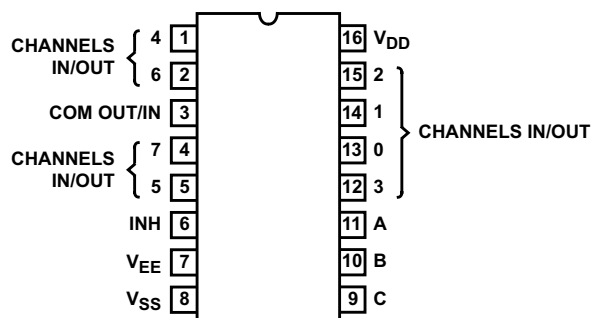 4 1 16 VDD
CHANNELS
IN/OUT
6 2 15 2
COM OUT/IN 3 14 1
CHANNELS IN/OUT
7 4 13 0
CHANNELS
IN/OUT
5 5 12 3
INH 6 11 A
VEE 7 10 B
VSS 8 9 C